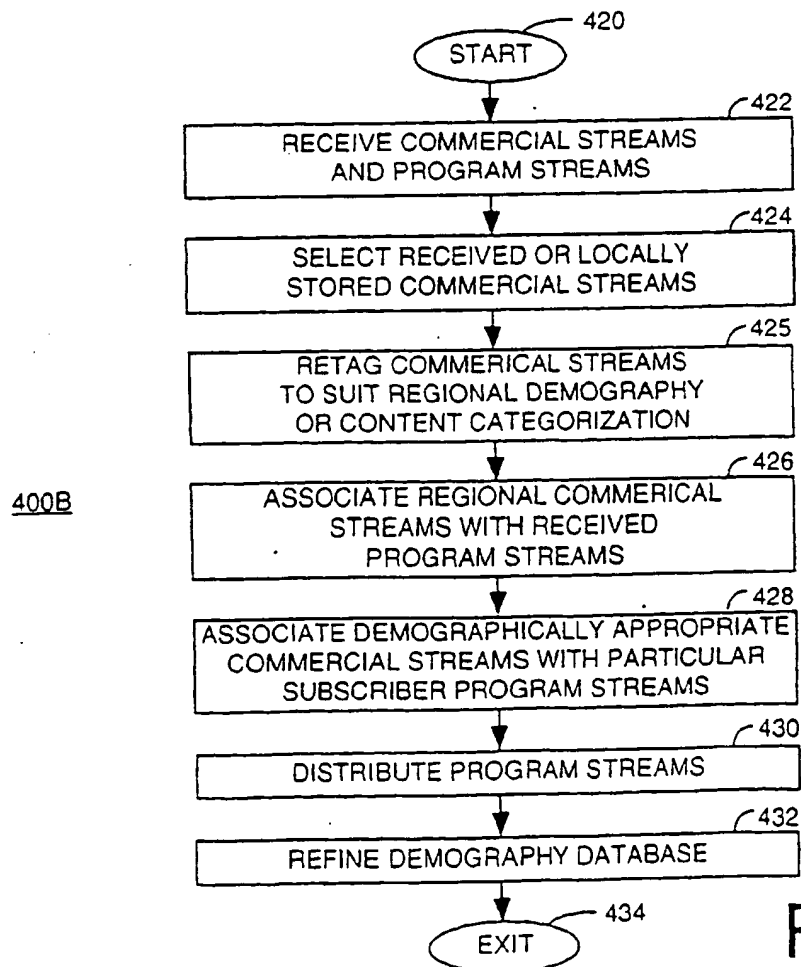 420
START
422
RECEIVE COMMERCIAL STREAMS
AND PROGRAM STREAMS
424
SELECT RECEIVED OR LOCALLY
STORED COMMERCIAL STREAMS
425
RETAG COMMERICAL STREAMS
TO SUIT REGIONAL DEMOGRAPHY
OR CONTENT CATEGORIZATION
400B
426
ASSOCIATE REGIONAL COMMERICAL
STREAMS WITH RECEIVED
PROGRAM STREAMS
428
ASSOCIATE DEMOGRAPHICALLY APPROPRIATE
COMMERCIAL STREAMS WITH PARTICULAR
SUBSCRIBER PROGRAM STREAMS
430
DISTRIBUTE PROGRAM STREAMS
432
REFINE DEMOGRAPHY DATABASE
434
EXIT